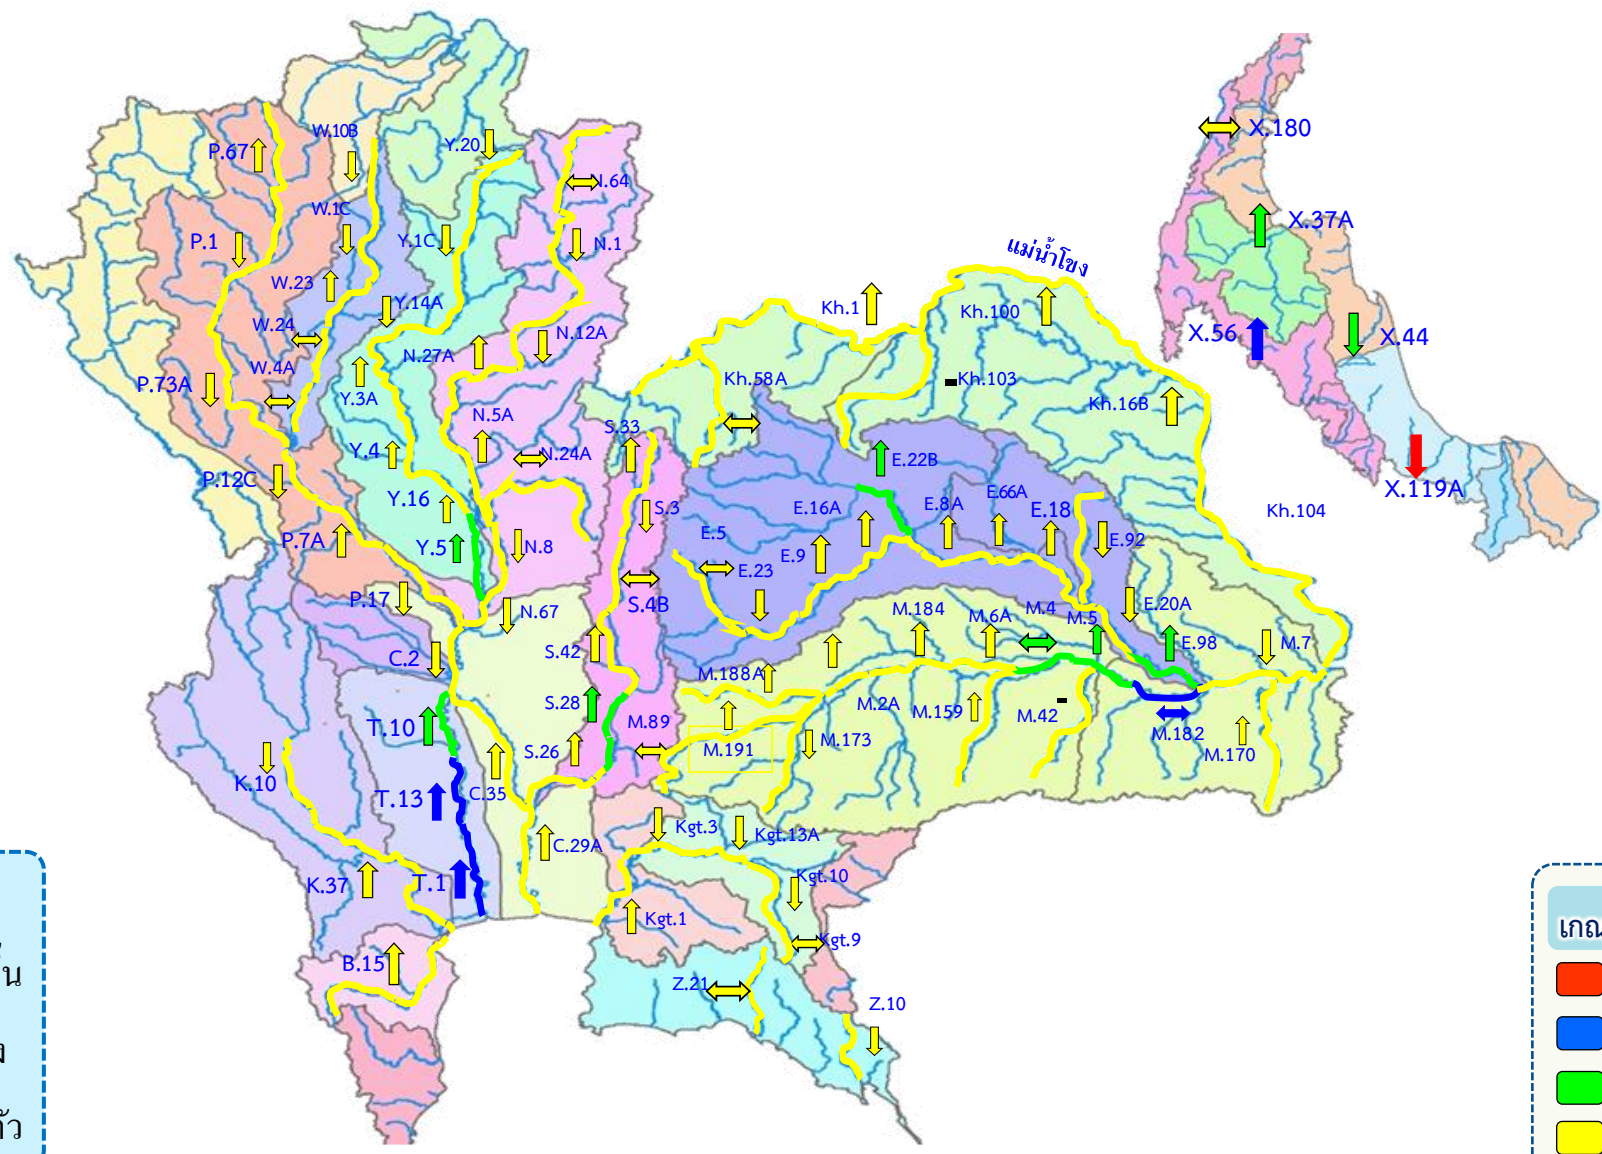 W.10B
P.67
Y.20
X.180
N.64
W.1C
X.37A
P.1
Y.1C
N.1
แม่น้ำโขง
W.23
Y.14A
Kh.1
Kh.100
W.24
N.12A
X.56
X.44
N.27A
W.4A
Kh.58A
Kh.103
P.73A
Y.3A
Kh.16B
N.5A
S.33
Y.4
N.24A
E.22B
P.12C
X.119A
Y.16
S.3
E.16A
E.8A
E.66A
E.18
Kh.104
E.5
P.7A
Y.5
N.8
E.9
E.92
E.23
P.17
N.67
S.4B
M.184
M.6A
M.4
M.5
E.20A
S.42
C.2
E.98
M.7
M.188A
S.28
M.2A
M.159
M.42
T.10
M.89
M.173
M.182
S.26
M.191
M.170
K.10
T.13
C.35
Kgt.3
Kgt.13A
C.29A
K.37
T.1
Kgt.10
Kgt.1
Kgt.9
B.15
Z.21
Z.10
เกณ